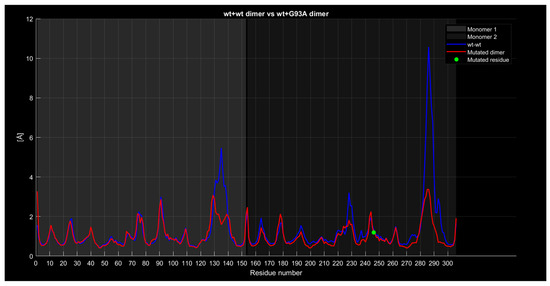 wt+wt dimer vs wt+G93A dimer
12
10
8
6
4
2
0
[Å]
Monomer 1
Monomer 2
wt-wt
Mutated dimer
Mutated residue
0 10 20 30 40 50 60 70 80 90 100 110 120 130 140 150 160 170 180 190 200 210 220 230 240 250 260 270 280 290 300
Residue number